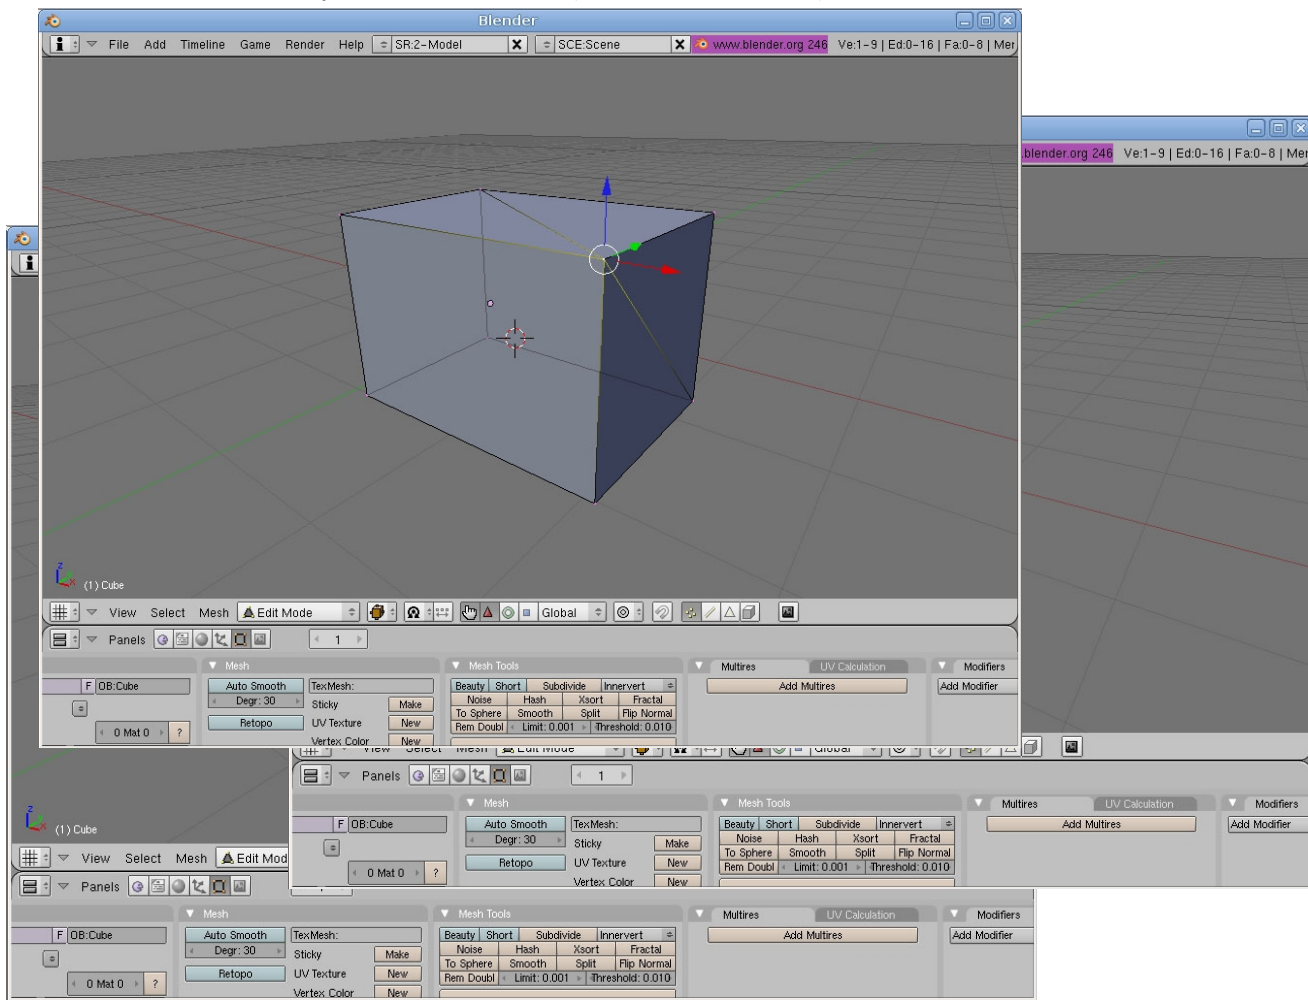 Blender
File Add Timeline Game Render Help SR:2-Model SCE:Scene www.blender.org 246 Ve:1-9 | Ed:0-16 | Fa:0-8 | Mer
.blender.org 246 Ve:1-9 | Ed:0-16 | Fa:0-8 | Mer
z
x
(1) Cube
View Select Mesh Edit Mode Global
Panels 1
Mesh Mesh Tools Multires UV Calculation Modifiers
F OB:Cube Auto Smooth TexMesh: Beauty Short Subdivide Innervert Add Multires Add Modifier
Degr: 30 Sticky Make Noise Hash Xsort Fractal
To Sphere Smooth Split Flip Normal
0 Mat 0 ? Retopo UV Texture New Rem Doubl Limit: 0.001 Threshold: 0.010
Vertex Color New
View Select Mesh Edit Mode Global
Panels 1
Mesh Mesh Tools Multires UV Calculation Modifiers
F OB:Cube Auto Smooth TexMesh: Beauty Short Subdivide Innervert Add Multires Add Modifier
Degr: 30 Sticky Make Noise Hash Xsort Fractal
To Sphere Smooth Split Flip Normal
0 Mat 0 ? Retopo UV Texture New Rem Doubl Limit: 0.001 Threshold: 0.010
Vertex Color New
z
x
(1) Cube
View Select Mesh Edit Mod
Panels
Mesh Mesh Tools Multires UV Calculation Modifiers
F OB:Cube Auto Smooth TexMesh: Beauty Short Subdivide Innervert Add Multires Add Modifier
Degr: 30 Sticky Make Noise Hash Xsort Fractal
To Sphere Smooth Split Flip Normal
0 Mat 0 ? Retopo UV Texture New Rem Doubl Limit: 0.001 Threshold: 0.010
Vertex Color New